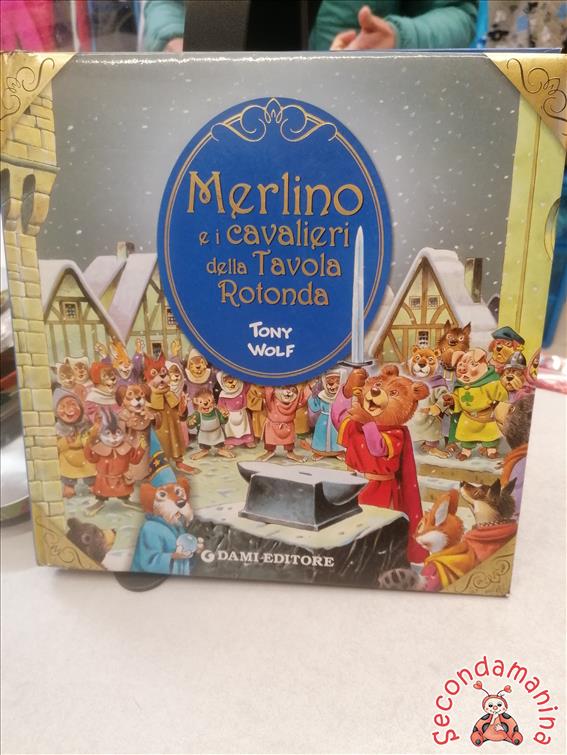 Merlino
e i cavalieri
della Tavola
Rotonda
TONY
WOLF
G DAMI EDITORE
Secondamanina